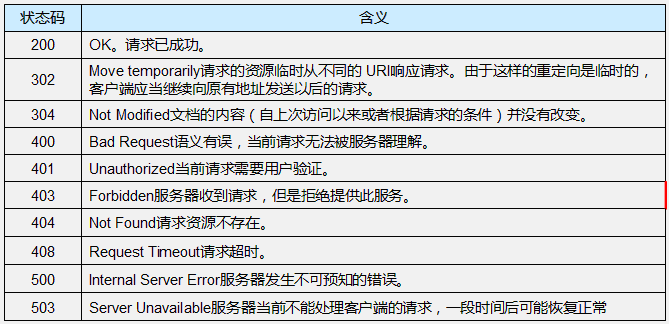 状态码 含义
200 OK。请求已成功。
302 Move temporarily请求的资源临时从不同的 URI响应请求。由于这样的重定向是临时的，
客户端应当继续向原有地址发送以后的请求。
304 Not Modified文档的内容（自上次访问以来或者根据请求的条件）并没有改变。
400 Bad Request语义有误，当前请求无法被服务器理解。
401 Unauthorized当前请求需要用户验证。
403 Forbidden服务器收到请求，但是拒绝提供此服务。
404 Not Found请求资源不存在。
408 Request Timeout请求超时。
500 Internal Server Error服务器发生不可预知的错误。
503 Server Unavailable服务器当前不能处理客户端的请求，一段时间后可能恢复正常